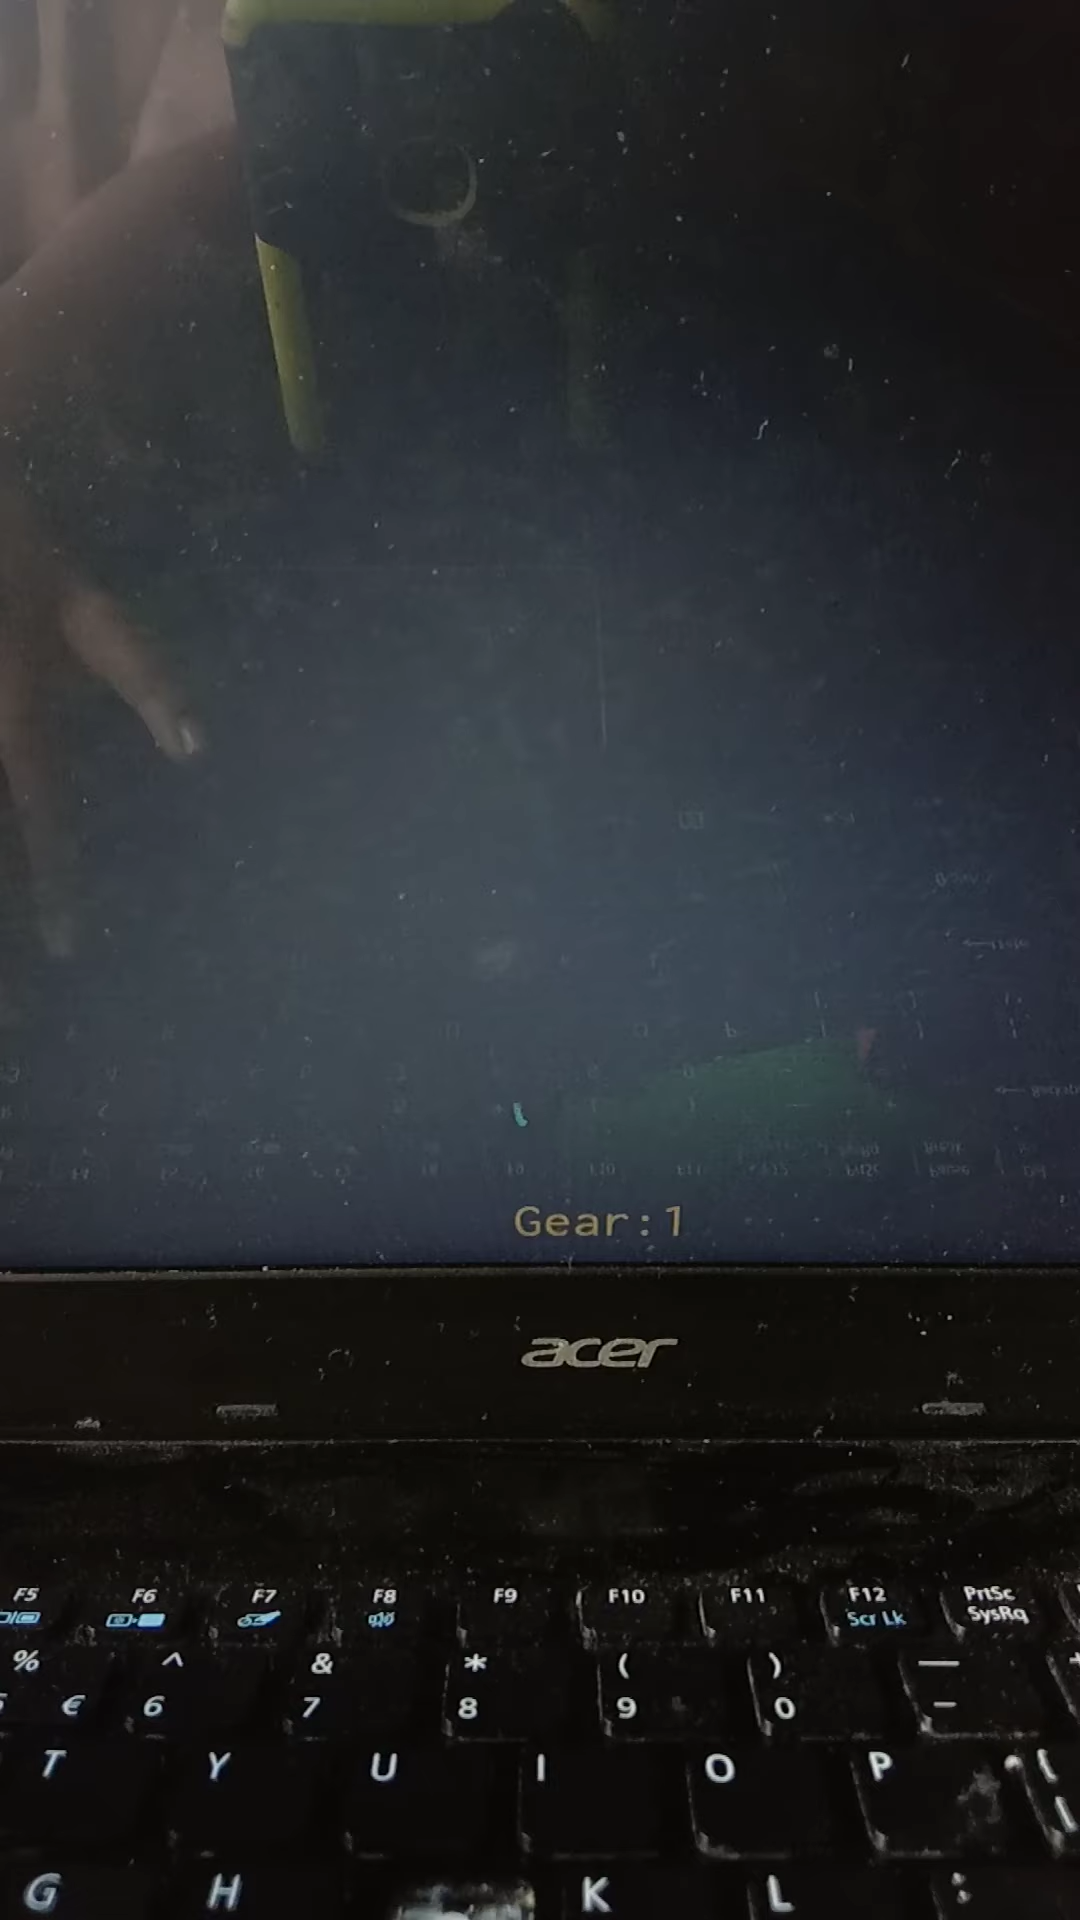 Gear:1
acer
F5 F6 F7 F8 F9 F10 F11 F12 PrtSc
Scr Lk SysRq
% ^ & * ( ) —
€ 6 7 8 9 0 -
T Y U I O P {
G H K L :